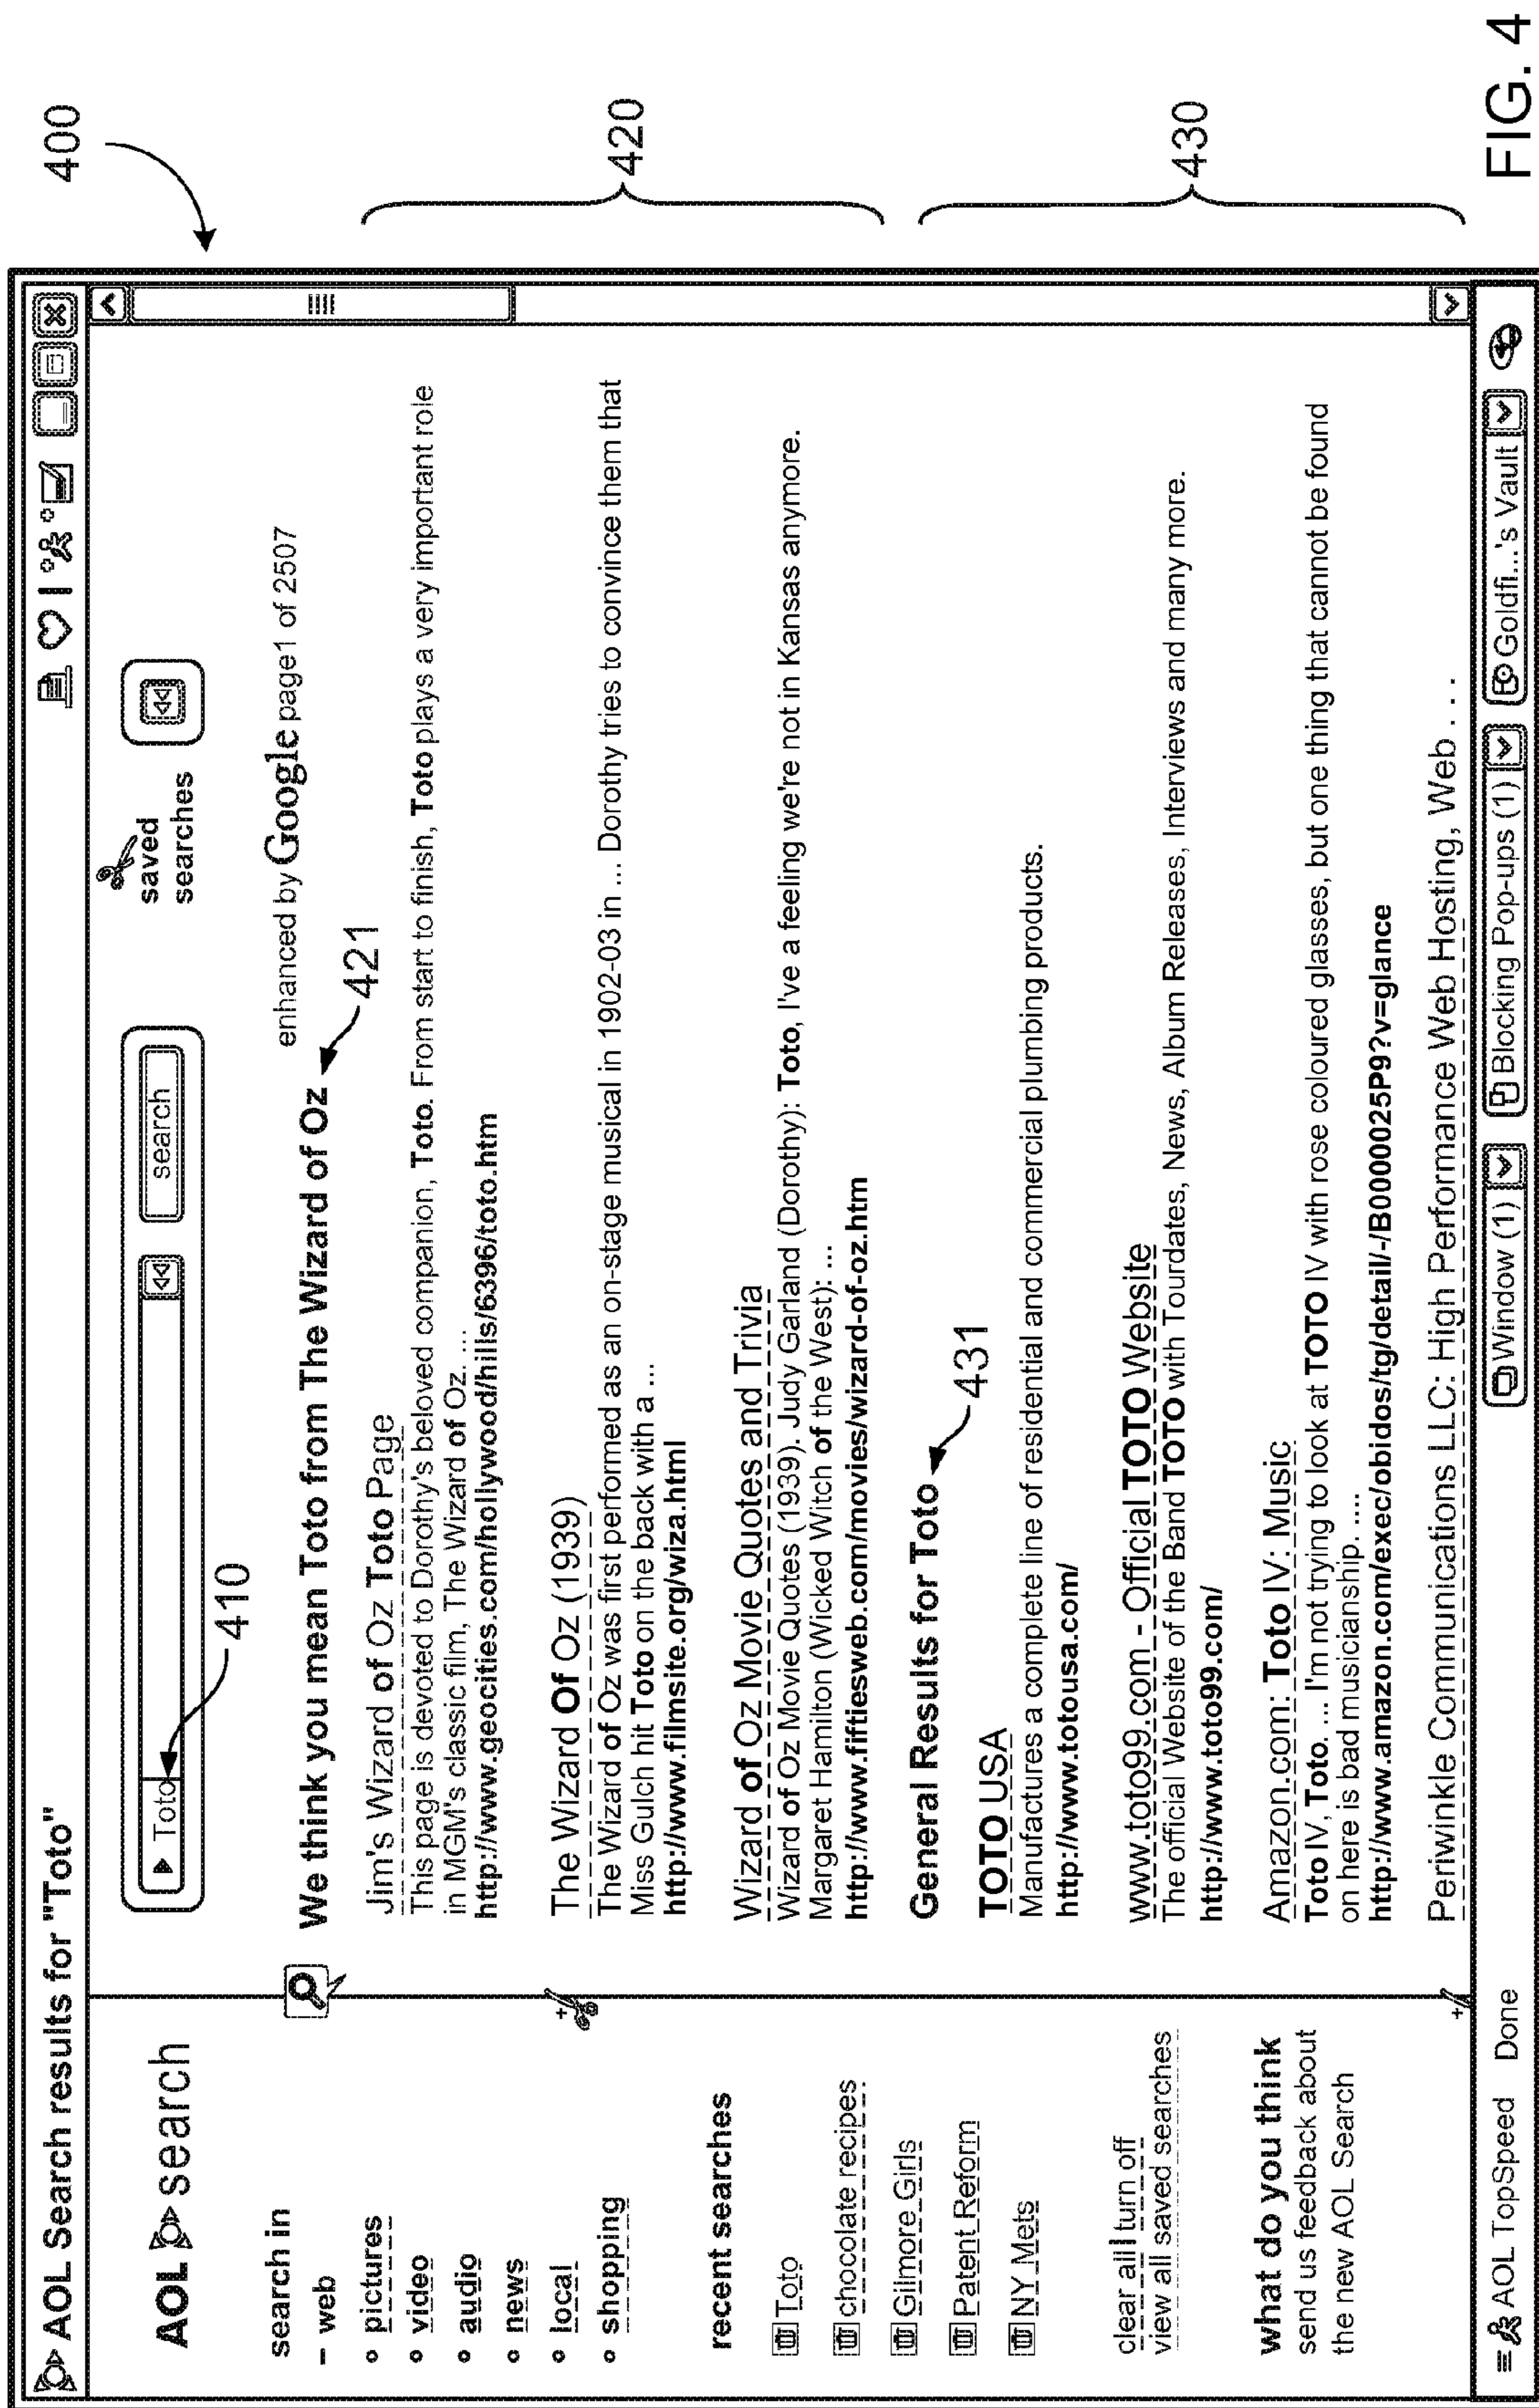 400
AOL Search results for "Toto"
AOL search
search in
– web
pictures
video
audio
news
local
shopping
recent searches
Toto
chocolate recipes
Gilmore Girls
Patent Reform
NY Mets
clear all | turn off
view all saved searches
what do you think
send us feedback about
the new AOL Search
Toto
search
saved
searches
410
enhanced by Google page1 of 2507
We think you mean Toto from The Wizard of Oz
421
Jim's Wizard of Oz Toto Page
This page is devoted to Dorothy's beloved companion, Toto. From start to finish, Toto plays a very important role
in MGM's classic film, The Wizard of Oz. ...
http://www.geocities.com/hollywood/hills/6396/toto.htm
The Wizard Of Oz (1939)
The Wizard of Oz was first performed as an on-stage musical in 1902-03 in ... Dorothy tries to convince them that
Miss Gulch hit Toto on the back with a ...
http://www.filmsite.org/wiza.html
Wizard of Oz Movie Quotes and Trivia
Wizard of Oz Movie Quotes (1939). Judy Garland (Dorothy): Toto, I've a feeling we're not in Kansas anymore.
Margaret Hamilton (Wicked Witch of the West): ...
http://www.fiftiesweb.com/movies/wizard-of-oz.htm
420
General Results for Toto
431
TOTO USA
Manufactures a complete line of residential and commercial plumbing products.
http://www.totousa.com/
www.toto99.com - Official TOTO Website
The official Website of the Band TOTO with Tourdates, News, Album Releases, Interviews and many more.
http://www.toto99.com/
Amazon.com: Toto IV: Music
Toto IV, Toto. ... I'm not trying to look at TOTO IV with rose coloured glasses, but one thing that cannot be found
on here is bad musicianship. ....
http://www.amazon.com/exec/obidos/tg/detail/-/B0000025P9?v=glance
Periwinkle Communications LLC: High Performance Web Hosting, Web . . .
430
AOL TopSpeed Done
Window (1)
Blocking Pop-ups (1)
Goldfi...'s Vault
FIG. 4